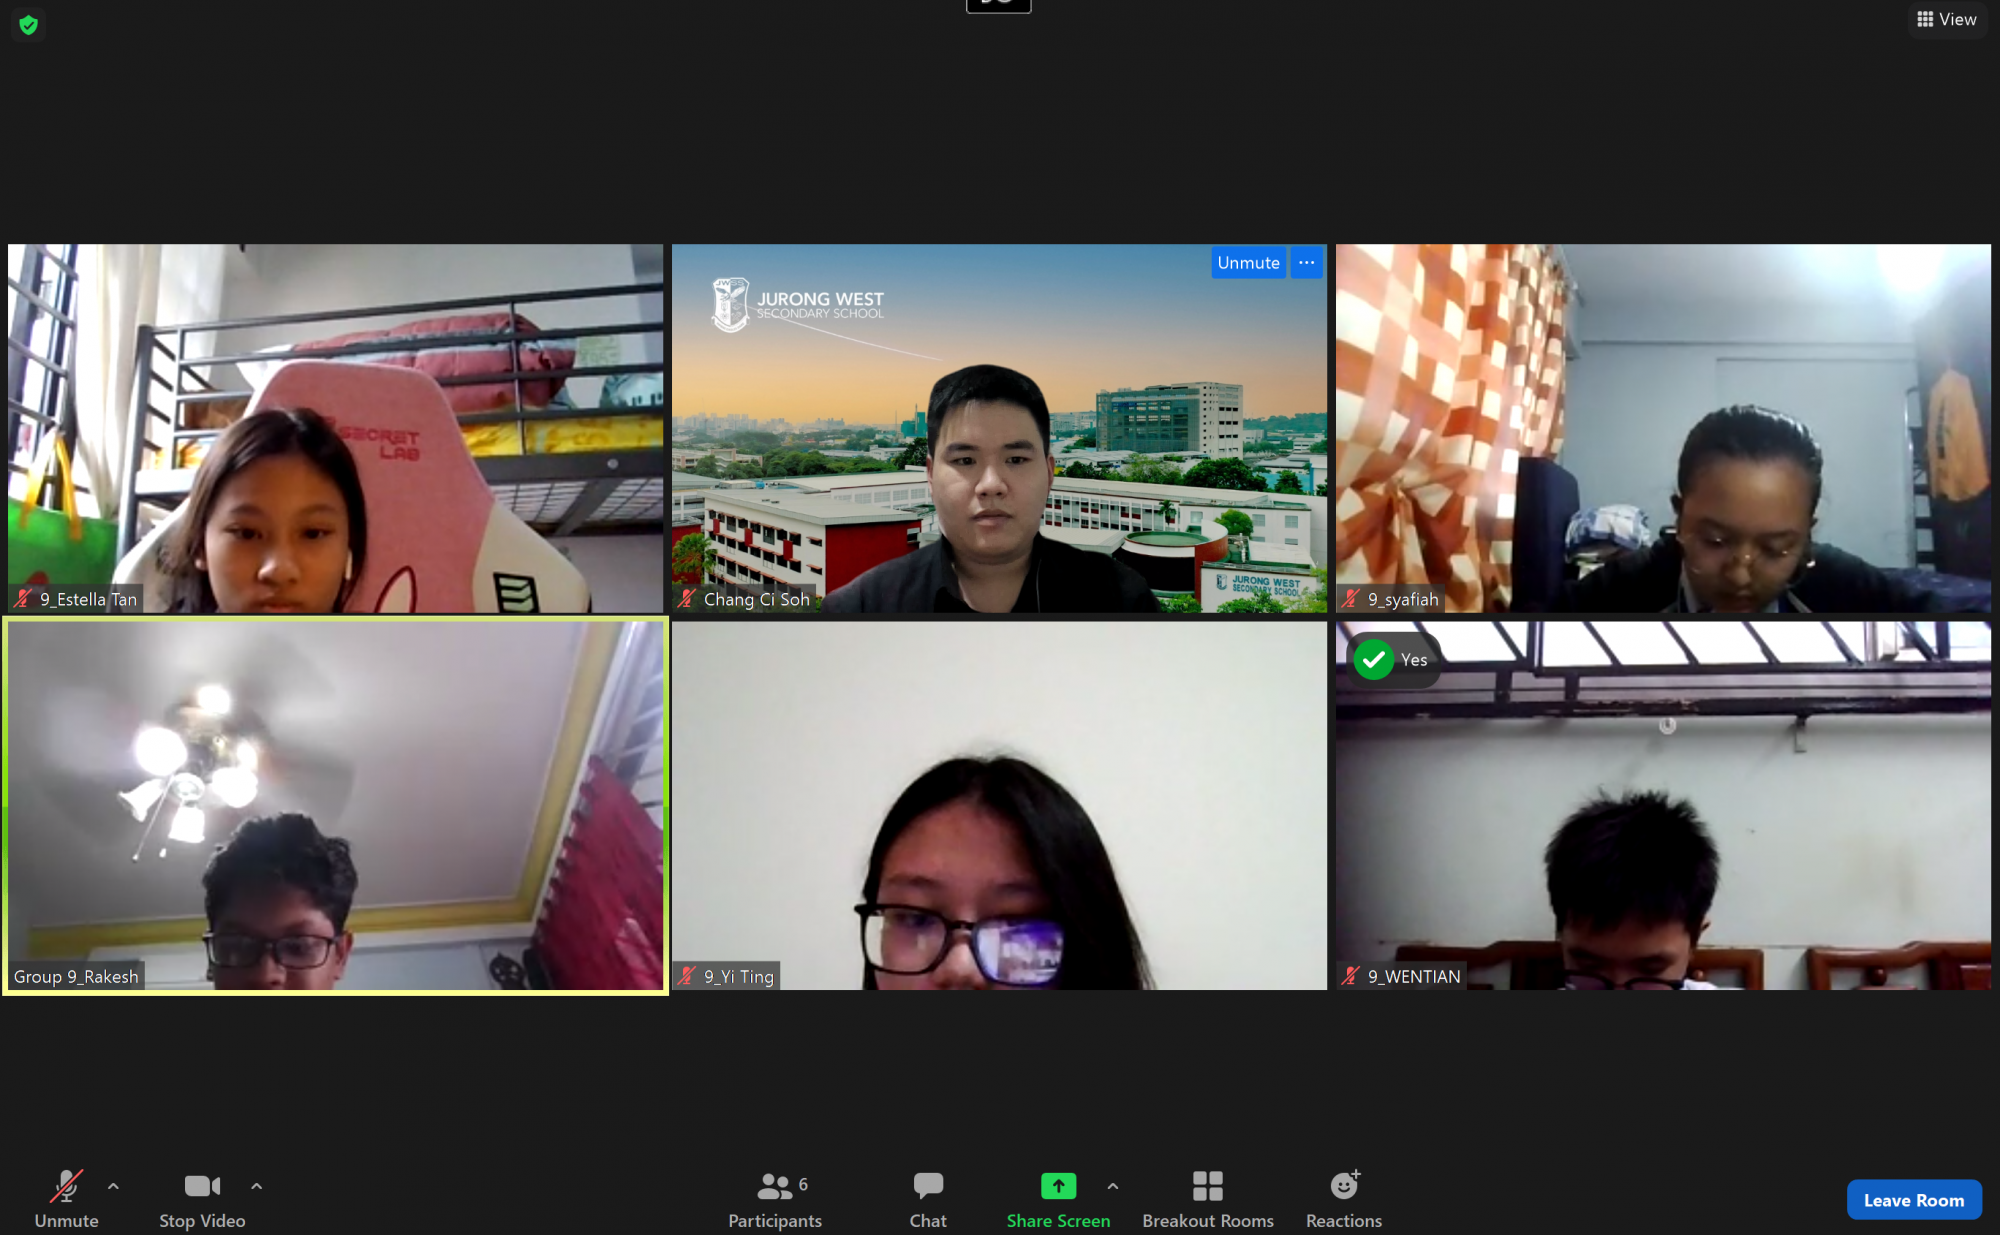 View
JURONG WEST
SECONDARY SCHOOL
Unmute
SECRET
LAB
JURONG WEST
SECONDARY SCHOOL
9_Estella Tan
Chang Ci Soh
9_syafiah
Yes
Group 9_Rakesh
9_Yi Ting
9_WENTIAN
6
Unmute
Stop Video
Participants
Chat
Share Screen
Breakout Rooms
Reactions
Leave Room